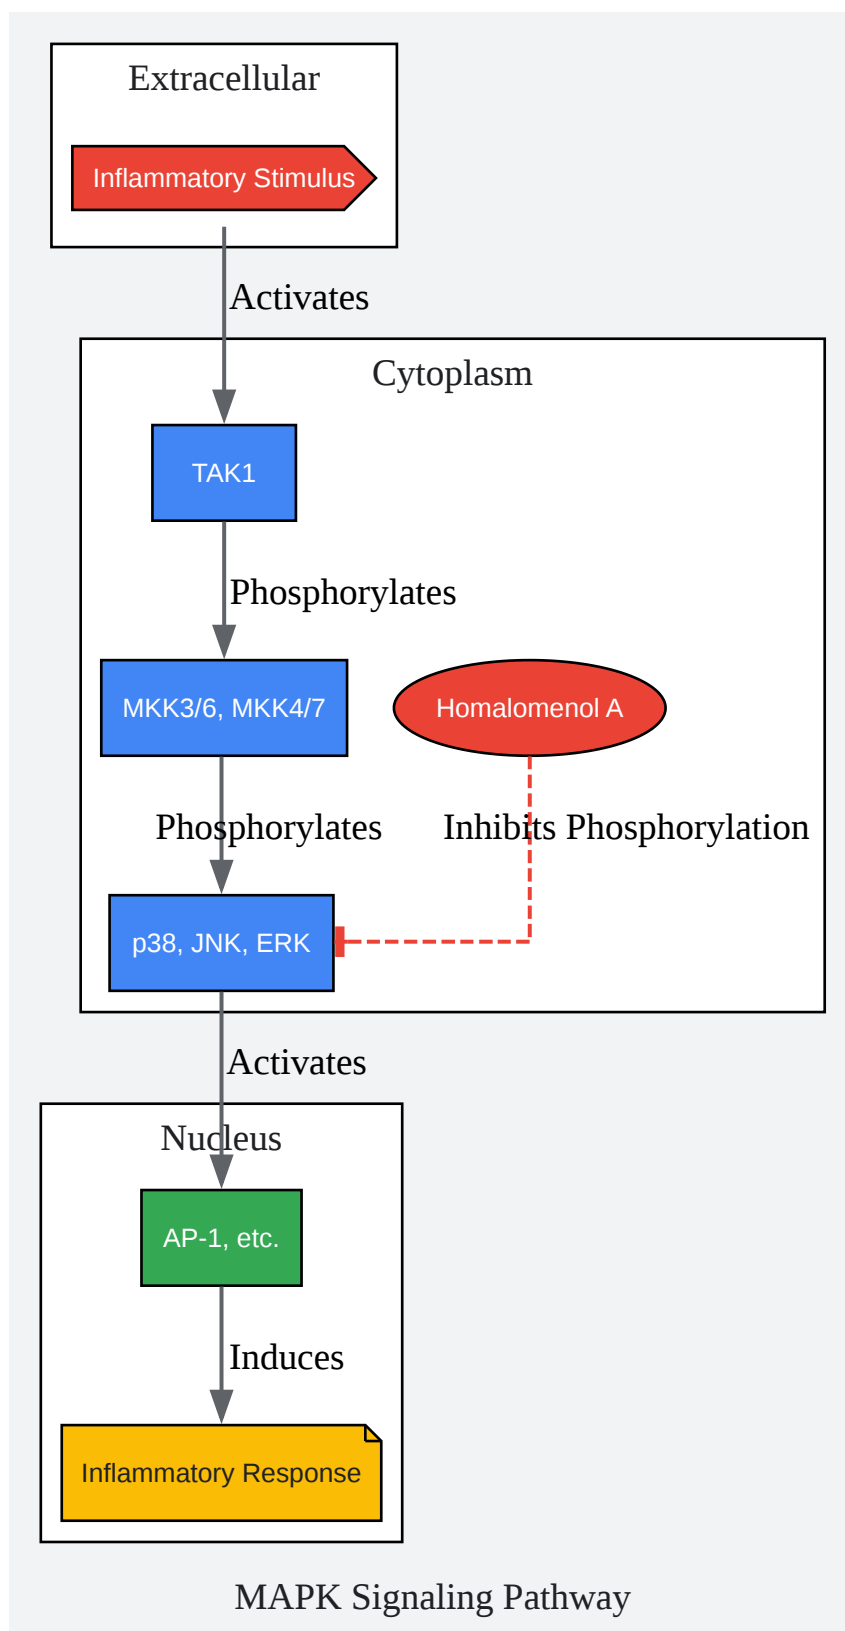 Extracellular
Inflammatory Stimulus
Activates
Cytoplasm
TAK1
Phosphorylates
MKK3/6, MKK4/7
Homalomenol A
Phosphorylates
Inhibits Phosphorylation
p38, JNK, ERK
Activates
Nucleus
AP-1, etc.
Induces
Inflammatory Response
MAPK Signaling Pathway